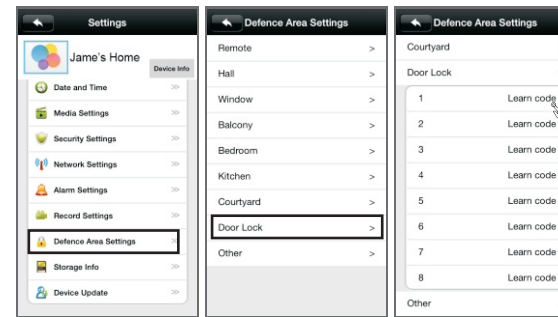 Settings
Jame's Home
Device Info
Date and Time
Media Settings
Security Settings
Network Settings
Alarm Settings
Record Settings
Defence Area Settings
Storage Info
Device Update
Defence Area Settings
Remote >
Hall >
Window >
Balcony >
Bedroom >
Kitchen >
Courtyard >
Door Lock >
Other >
Defence Area Settings
Courtyard
Door Lock
1 Learn code
2 Learn code
3 Learn code
4 Learn code
5 Learn code
6 Learn code
7 Learn code
8 Learn code
Other